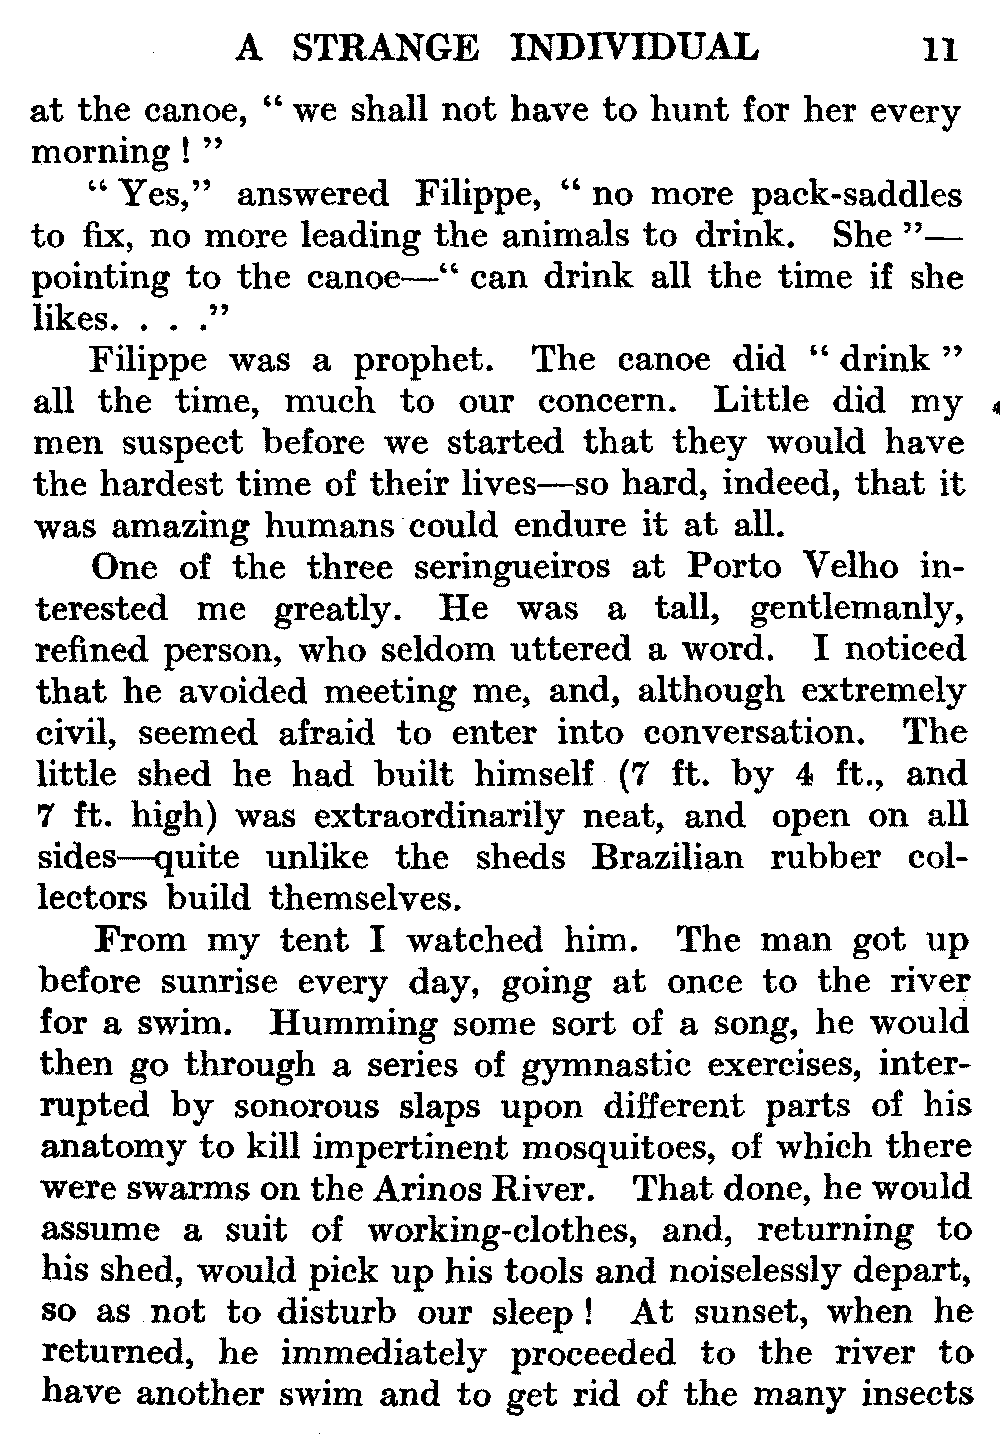 A STRANGE INDIVIDUAL 11
at the canoe, “ we shall not have to hunt for her every
morning ! ”
“ Yes,” answered Filippe, “ no more pack-saddles
to fix, no more leading the animals to drink. She ”—
pointing to the canoe—“ can drink all the time if she
likes. . . .”
Filippe was a prophet. The canoe did “ drink ”
all the time, much to our concern. Little did my
men suspect before we started that they would have
the hardest time of their lives—so hard, indeed, that it
was amazing humans could endure it at all.
One of the three seringueiros at Porto Velho in-
terested me greatly. He was a tall, gentlemanly,
refined person, who seldom uttered a word. I noticed
that he avoided meeting me, and, although extremely
civil, seemed afraid to enter into conversation. The
little shed he had built himself (7 ft. by 4 ft., and
7 ft. high) was extraordinarily neat, and open on all
sides—quite unlike the sheds Brazilian rubber col-
lectors build themselves.
From my tent I watched him. The man got up
before sunrise every day, going at once to the river
for a swim. Humming some sort of a song, he would
then go through a series of gymnastic exercises, inter-
rupted by sonorous slaps upon different parts of his
anatomy to kill impertinent mosquitoes, of which there
were swarms on the Arinos River. That done, he would
assume a suit of working-clothes, and, returning to
his shed, would pick up his tools and noiselessly depart,
so as not to disturb our sleep ! At sunset, when he
returned, he immediately proceeded to the river to
have another swim and to get rid of the many insects